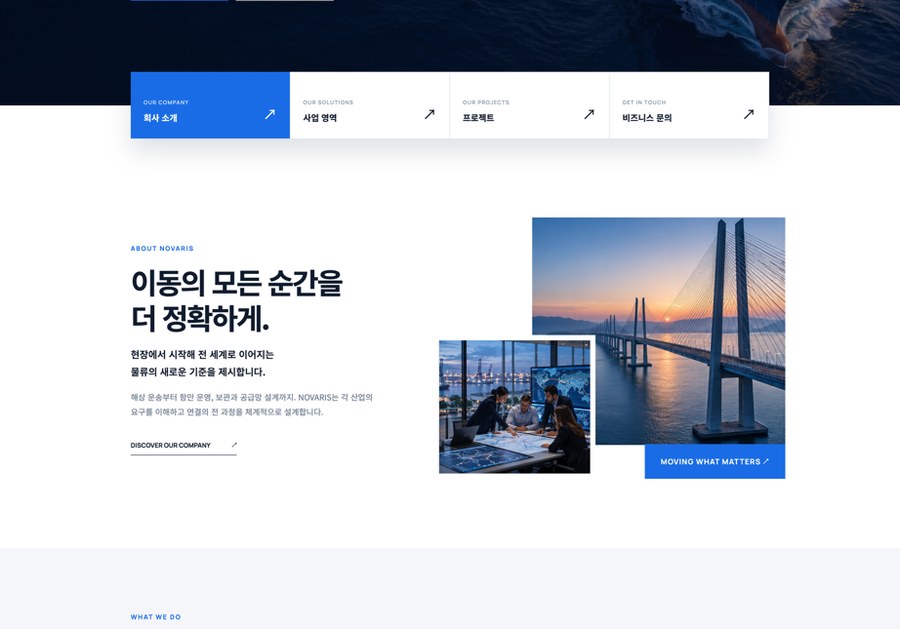 OUR COMPANY
회사 소개
OUR SOLUTIONS
사업 영역
OUR PROJECTS
프로젝트
GET IN TOUCH
비즈니스 문의
ABOUT NOVARIS
이동의 모든 순간을
더 정확하게.
현장에서 시작해 전 세계로 이어지는
물류의 새로운 기준을 제시합니다.
해상 운송부터 항만 운영, 보관과 공급망 설계까지. NOVARIS는 각 산업의
요구를 이해하고 연결의 전 과정을 체계적으로 설계합니다.
DISCOVER OUR COMPANY
MOVING WHAT MATTERS
WHAT WE DO